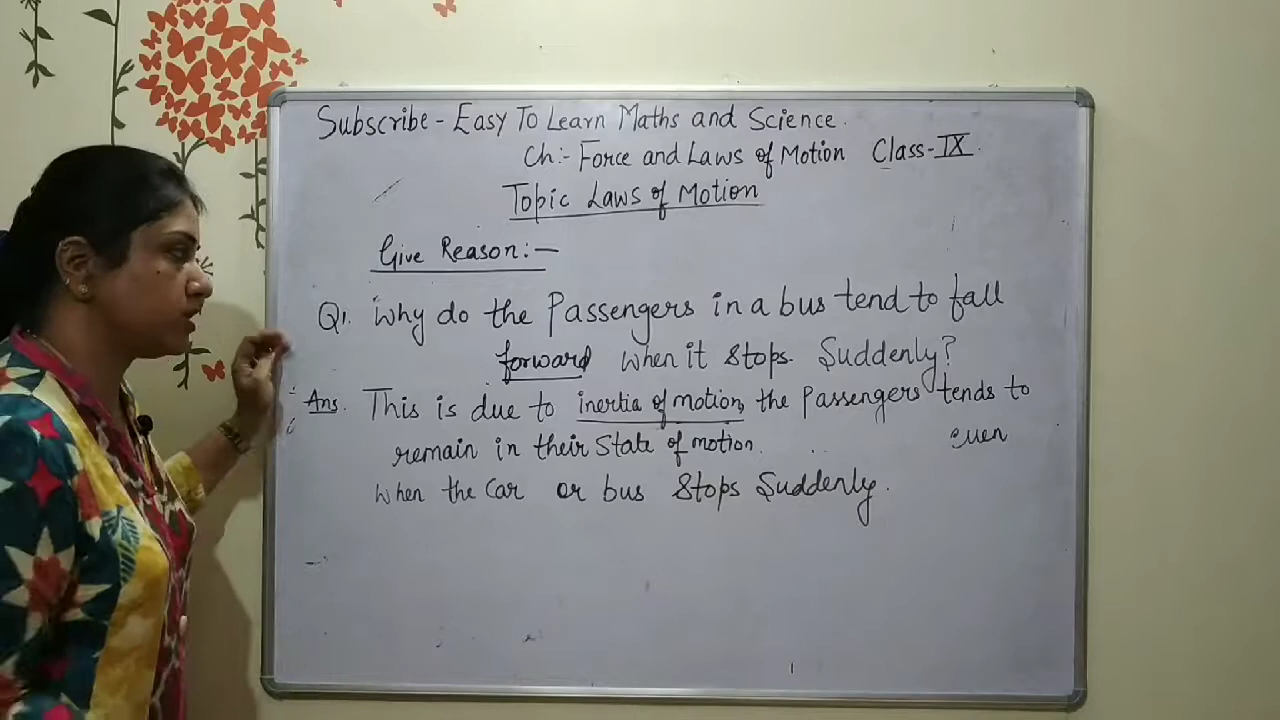 Subscribe - Easy To Learn Maths and Science.
Ch:- Force and Laws of Motion Class-IX
Topic Laws of Motion
Give Reason:-
Q1. Why do the Passengers in a bus tend to fall
forward when it Stops Suddenly?
Ans. This is due to inertia of motion, the Passengers tends to
remain in their State of motion. even
when the Car or bus Stops Suddenly.